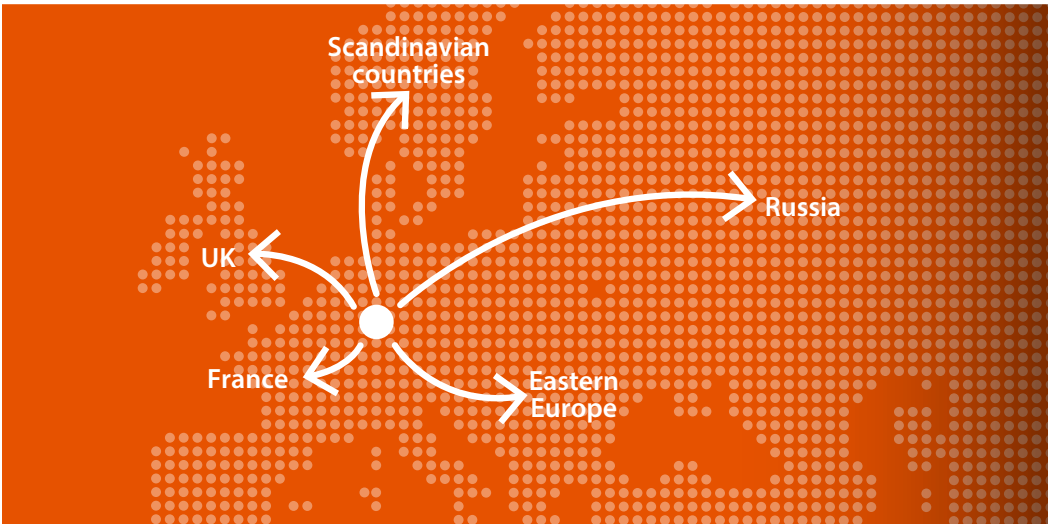 Scandinavian
countries
Russia
UK
France
Eastern
Europe